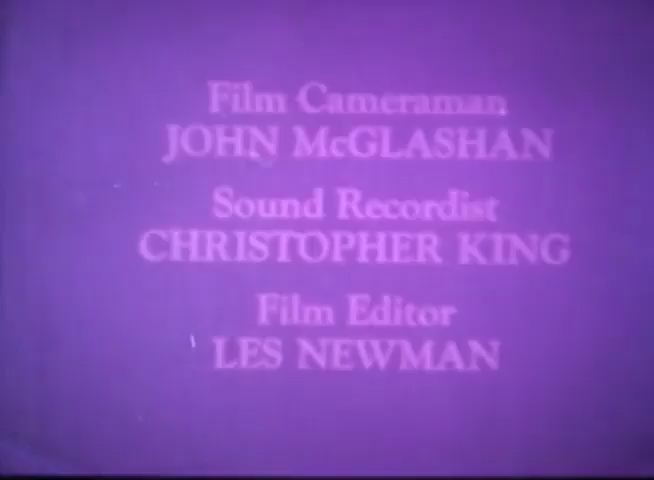 Film Cameraman
JOHN McGLASHAN
Sound Recordist
CHRISTOPHER KING
Film Editor
LES NEWMAN